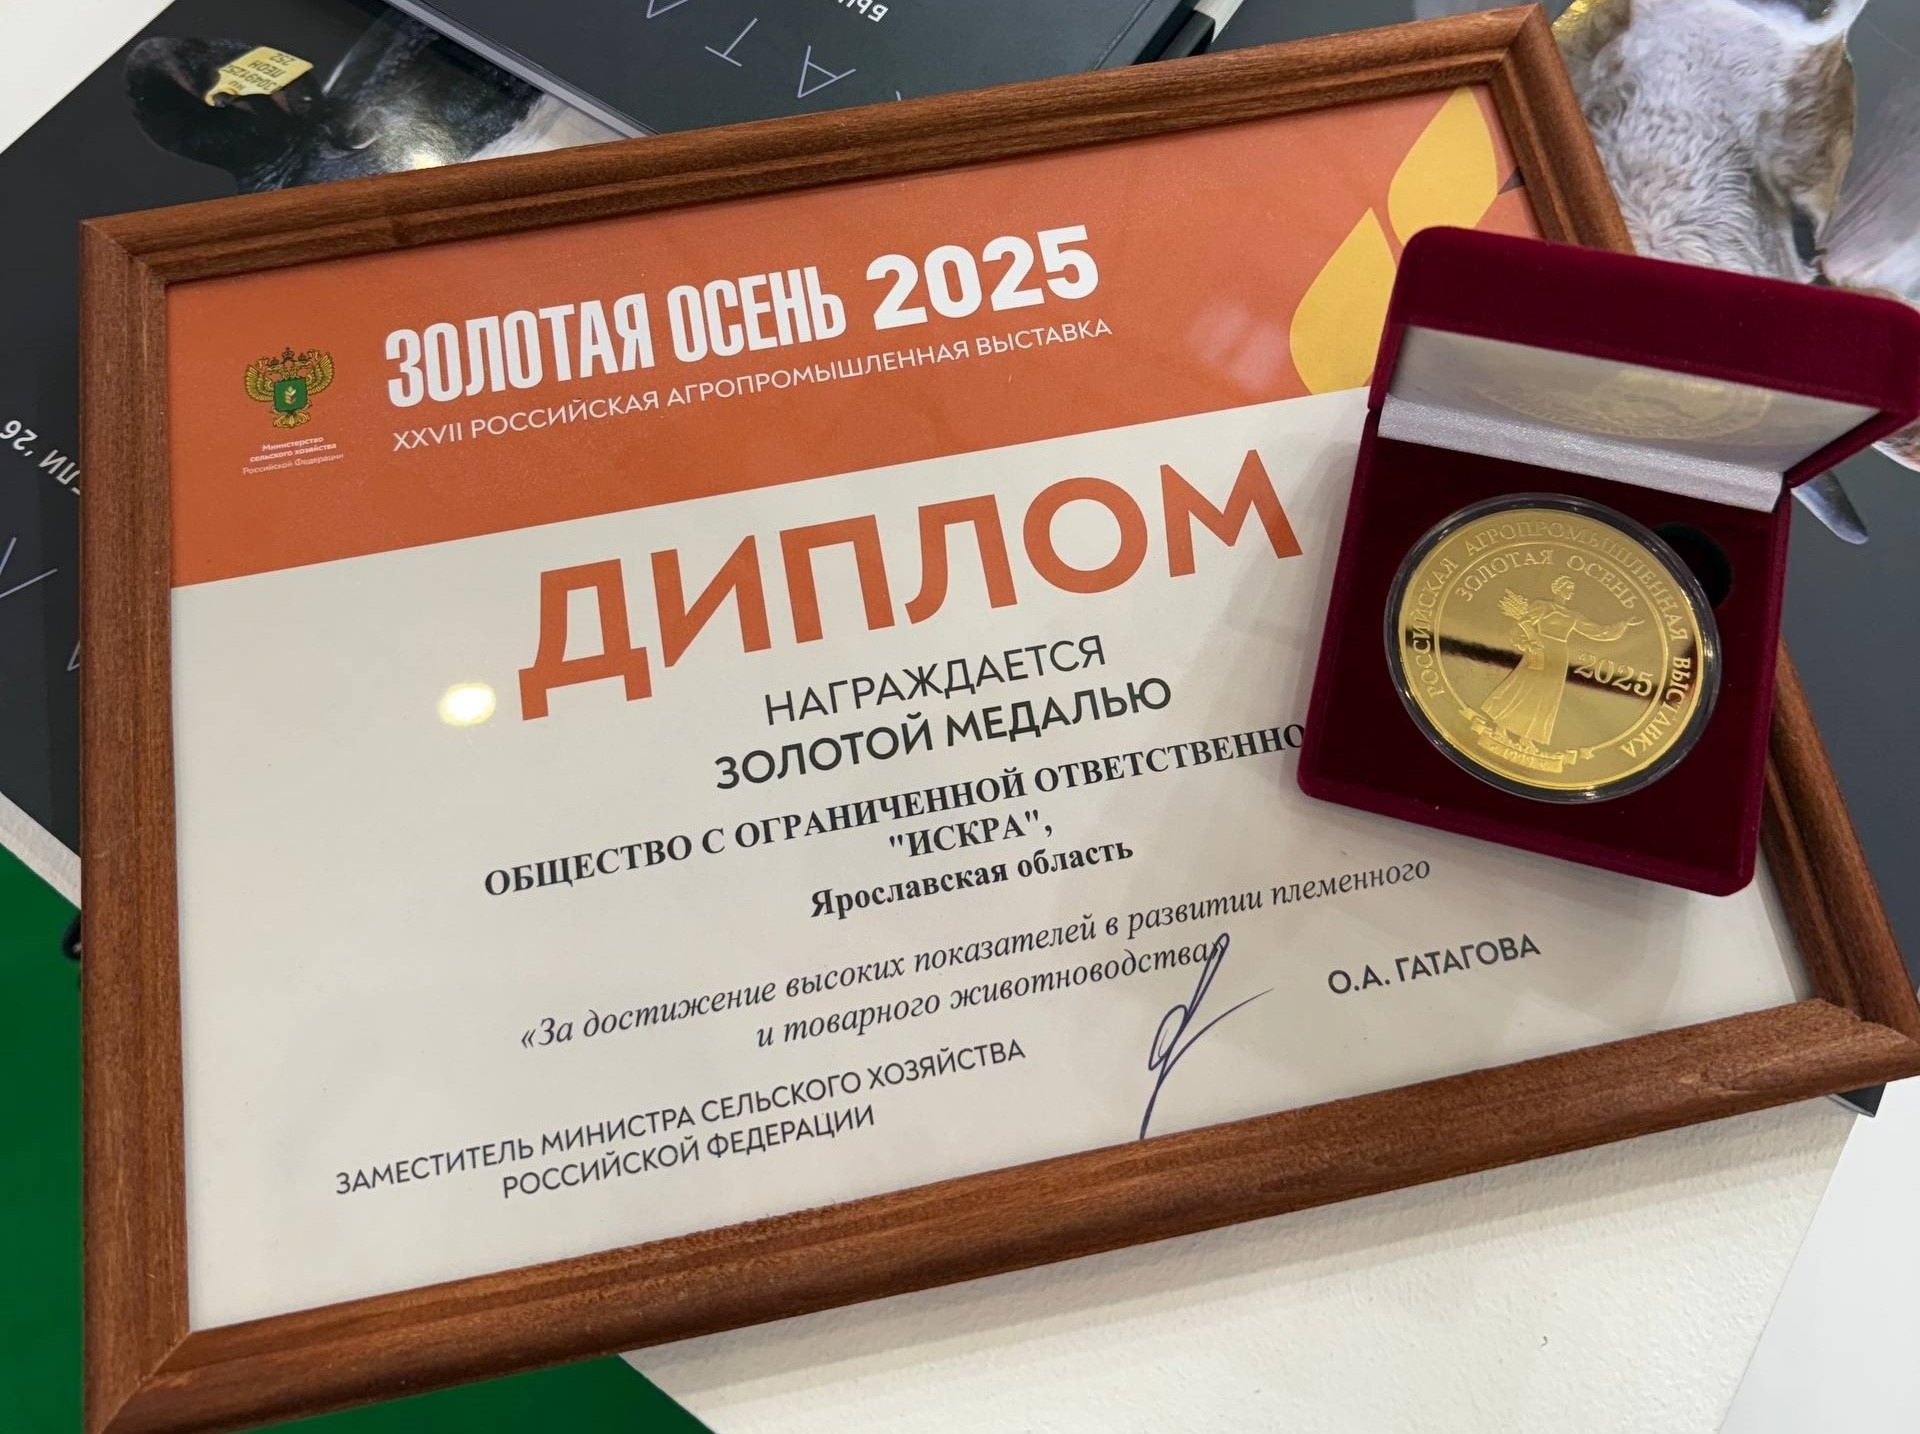 ЗОЛОТАЯ ОСЕНЬ 2025
XXVII РОССИЙСКАЯ АГРОПРОМЫШЛЕННАЯ ВЫСТАВКА
Министерство
сельского хозяйства
Российской Федерации
ДИПЛОМ
НАГРАЖДАЕТСЯ
ЗОЛОТОЙ МЕДАЛЬЮ
ОБЩЕСТВО С ОГРАНИЧЕННОЙ ОТВЕТСТВЕННО
"ИСКРА",
Ярославская область
«За достижение высоких показателей в развитии племенного
и товарного животноводства»
ЗАМЕСТИТЕЛЬ МИНИСТРА СЕЛЬСКОГО ХОЗЯЙСТВА
РОССИЙСКОЙ ФЕДЕРАЦИИ
О.А. ГАТАГОВА
РОССИЙСКАЯ АГРОПРОМЫШЛЕННАЯ ВЫСТАВКА
ЗОЛОТАЯ ОСЕНЬ
2025
ЛЕОН
252